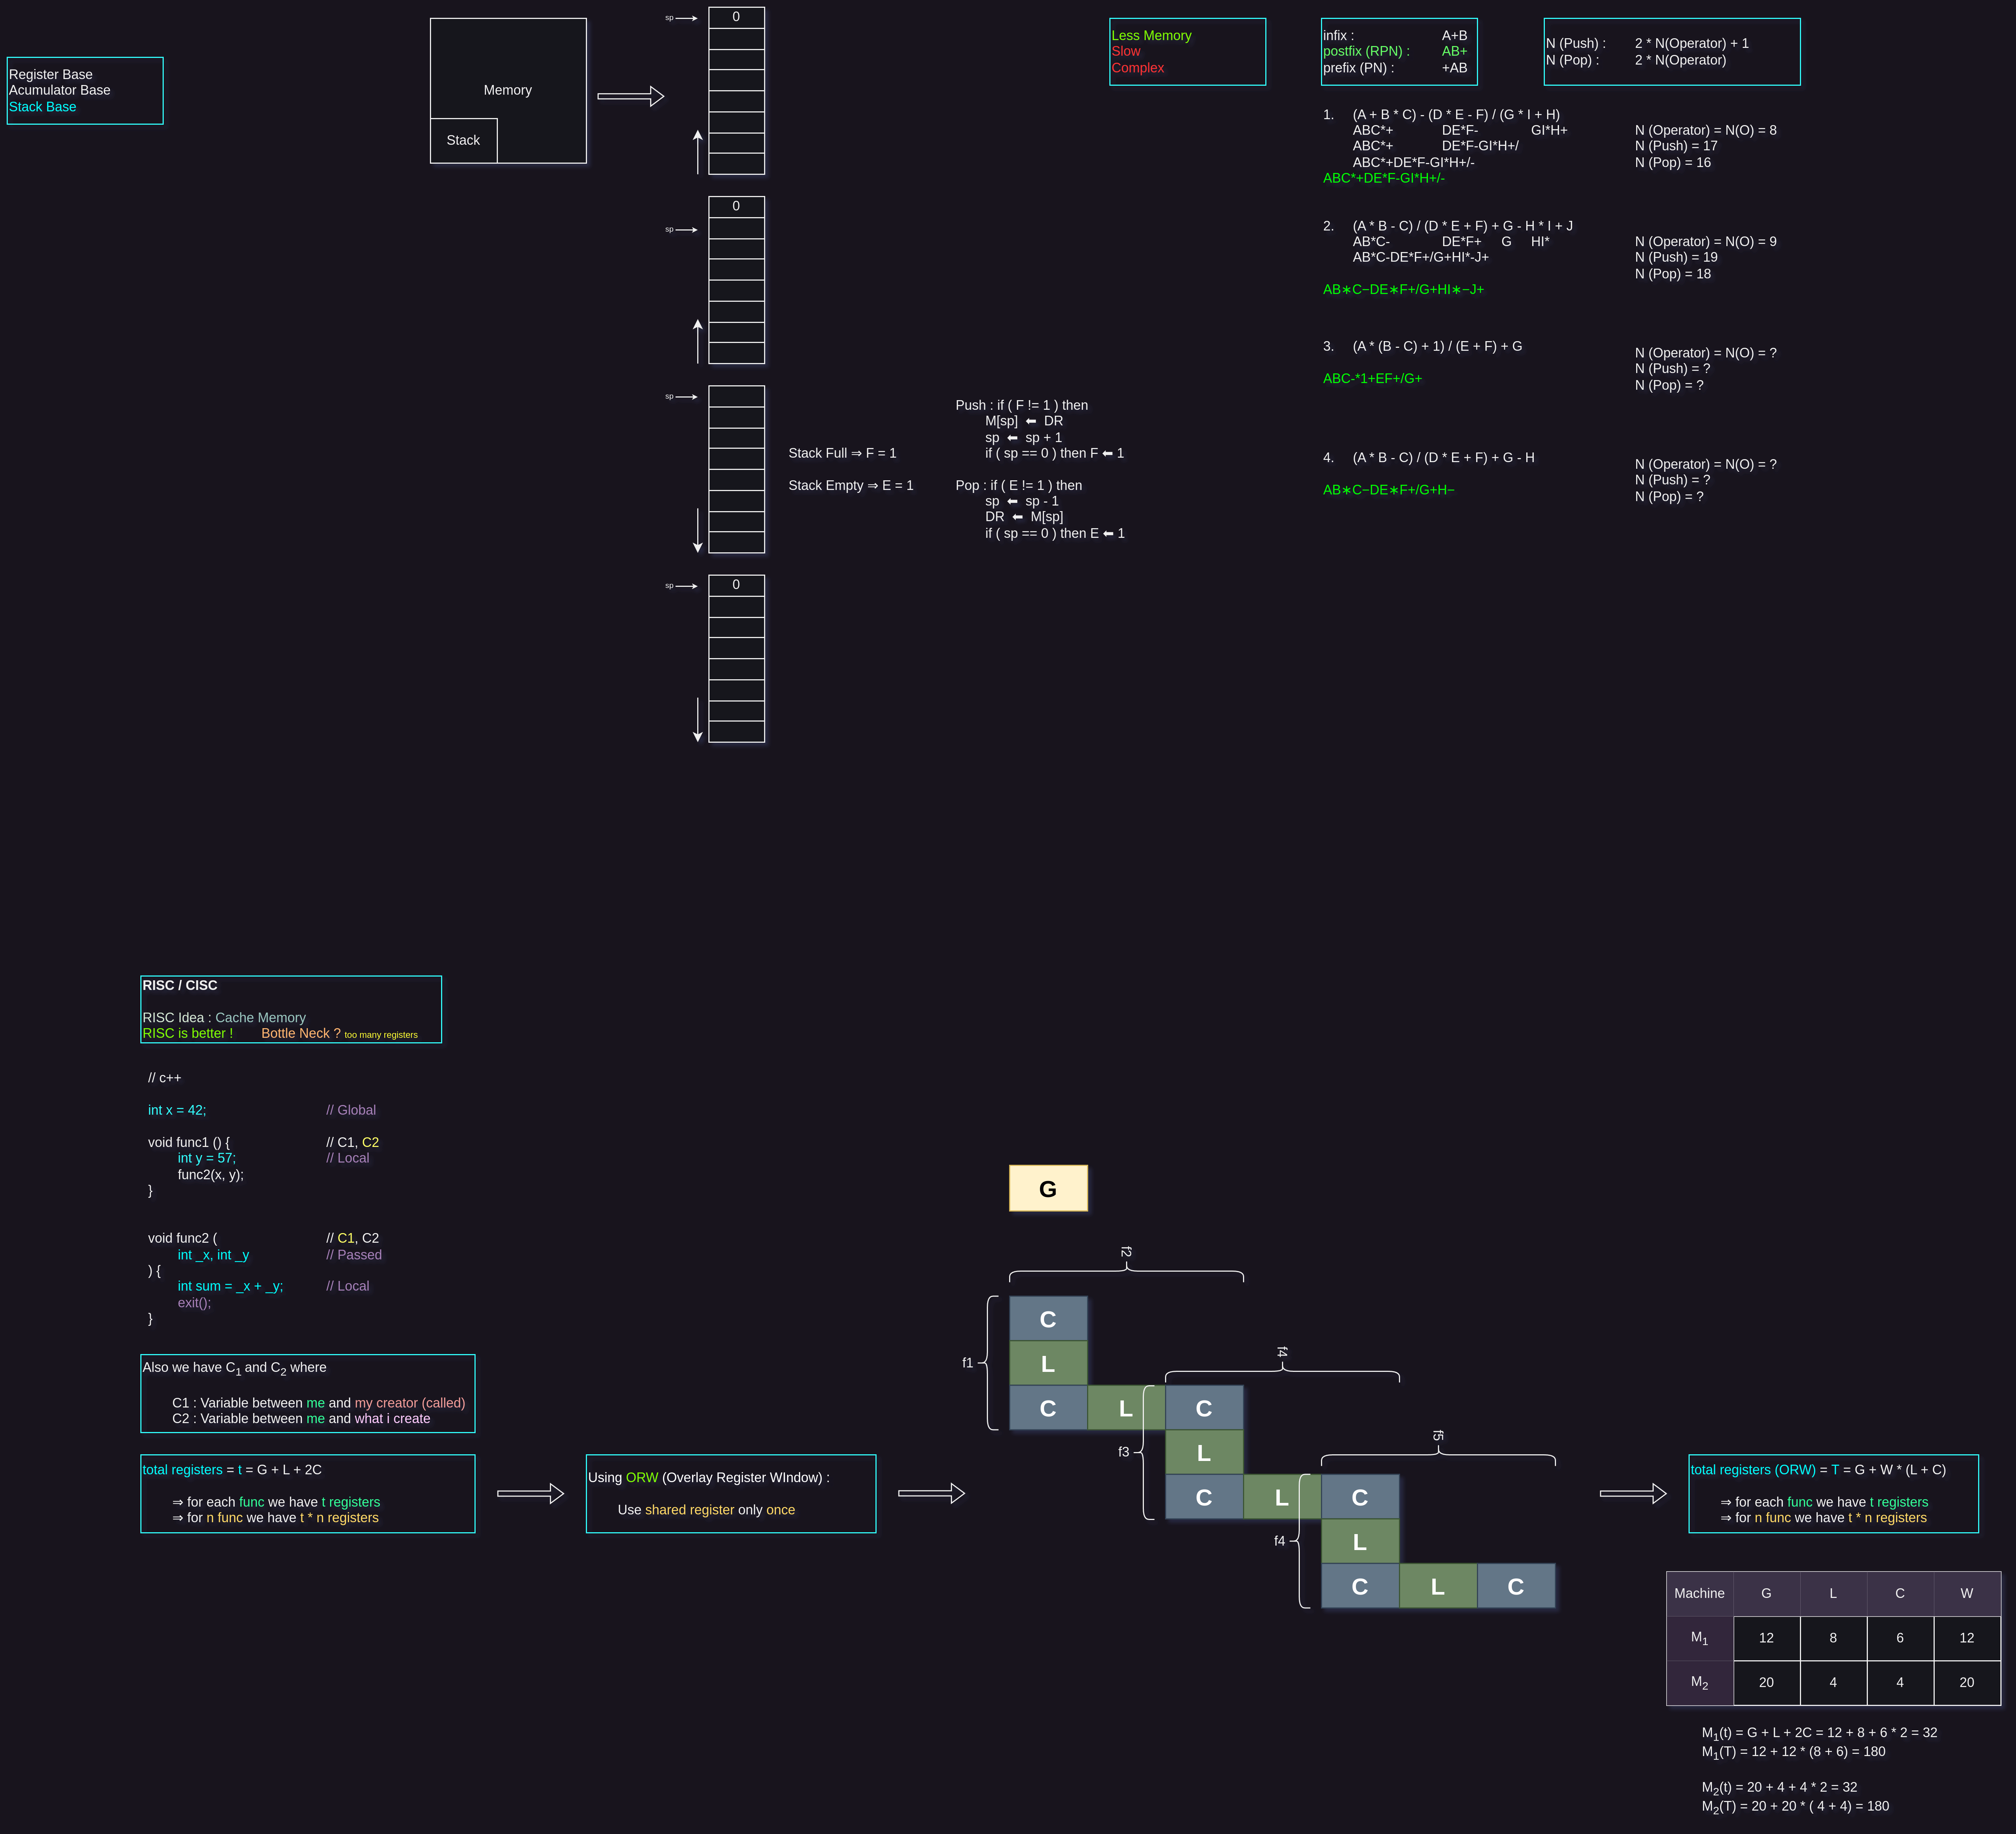 Register Base
Acumulator Base
Stack Base
Memory
Stack
sp
0
sp
0
sp
sp
0
Stack Full ⇒ F = 1
Stack Empty ⇒ E = 1
Push : if ( F != 1 ) then
M[sp] ⬅ DR
sp ⬅ sp + 1
if ( sp == 0 ) then F ⬅ 1
Pop : if ( E != 1 ) then
sp ⬅ sp - 1
DR ⬅ M[sp]
if ( sp == 0 ) then E ⬅ 1
Less Memory
Slow
Complex
infix : A+B
postfix (RPN) : AB+
prefix (PN) : +AB
N (Push) : 2 * N(Operator) + 1
N (Pop) : 2 * N(Operator)
1. (A + B * C) - (D * E - F) / (G * I + H)
ABC*+ DE*F- GI*H+
ABC*+ DE*F-GI*H+/
ABC*+DE*F-GI*H+/-
ABC*+DE*F-GI*H+/-
N (Operator) = N(O) = 8
N (Push) = 17
N (Pop) = 16
2. (A * B - C) / (D * E + F) + G - H * I + J
AB*C- DE*F+ G HI*
AB*C-DE*F+/G+HI*-J+
AB∗C−DE∗F+/G+HI∗−J+
N (Operator) = N(O) = 9
N (Push) = 19
N (Pop) = 18
3. (A * (B - C) + 1) / (E + F) + G
ABC-*1+EF+/G+
N (Operator) = N(O) = ?
N (Push) = ?
N (Pop) = ?
4. (A * B - C) / (D * E + F) + G - H
AB∗C−DE∗F+/G+H−
N (Operator) = N(O) = ?
N (Push) = ?
N (Pop) = ?
RISC / CISC
RISC Idea : Cache Memory
RISC is better ! Bottle Neck ? too many registers
// c++
int x = 42; // Global
void func1 () { // C1, C2
int y = 57; // Local
func2(x, y);
}
void func2 ( // C1, C2
int _x, int _y // Passed
) {
int sum = _x + _y; // Local
exit();
}
Also we have C1 and C2 where
C1 : Variable between me and my creator (called)
C2 : Variable between me and what i create
total registers = t = G + L + 2C
⇒ for each func we have t registers
⇒ for n func we have t * n registers
Using ORW (Overlay Register WIndow) :
Use shared register only once
G
f2
C
L
f1
C L C
f4
L
f3
C L C
f5
L
f4
C L C
total registers (ORW) = T = G + W * (L + C)
⇒ for each func we have t registers
⇒ for n func we have t * n registers
Machine G L C W
M1 12 8 6 12
M2 20 4 4 20
M1(t) = G + L + 2C = 12 + 8 + 6 * 2 = 32
M1(T) = 12 + 12 * (8 + 6) = 180
M2(t) = 20 + 4 + 4 * 2 = 32
M2(T) = 20 + 20 * ( 4 + 4) = 180